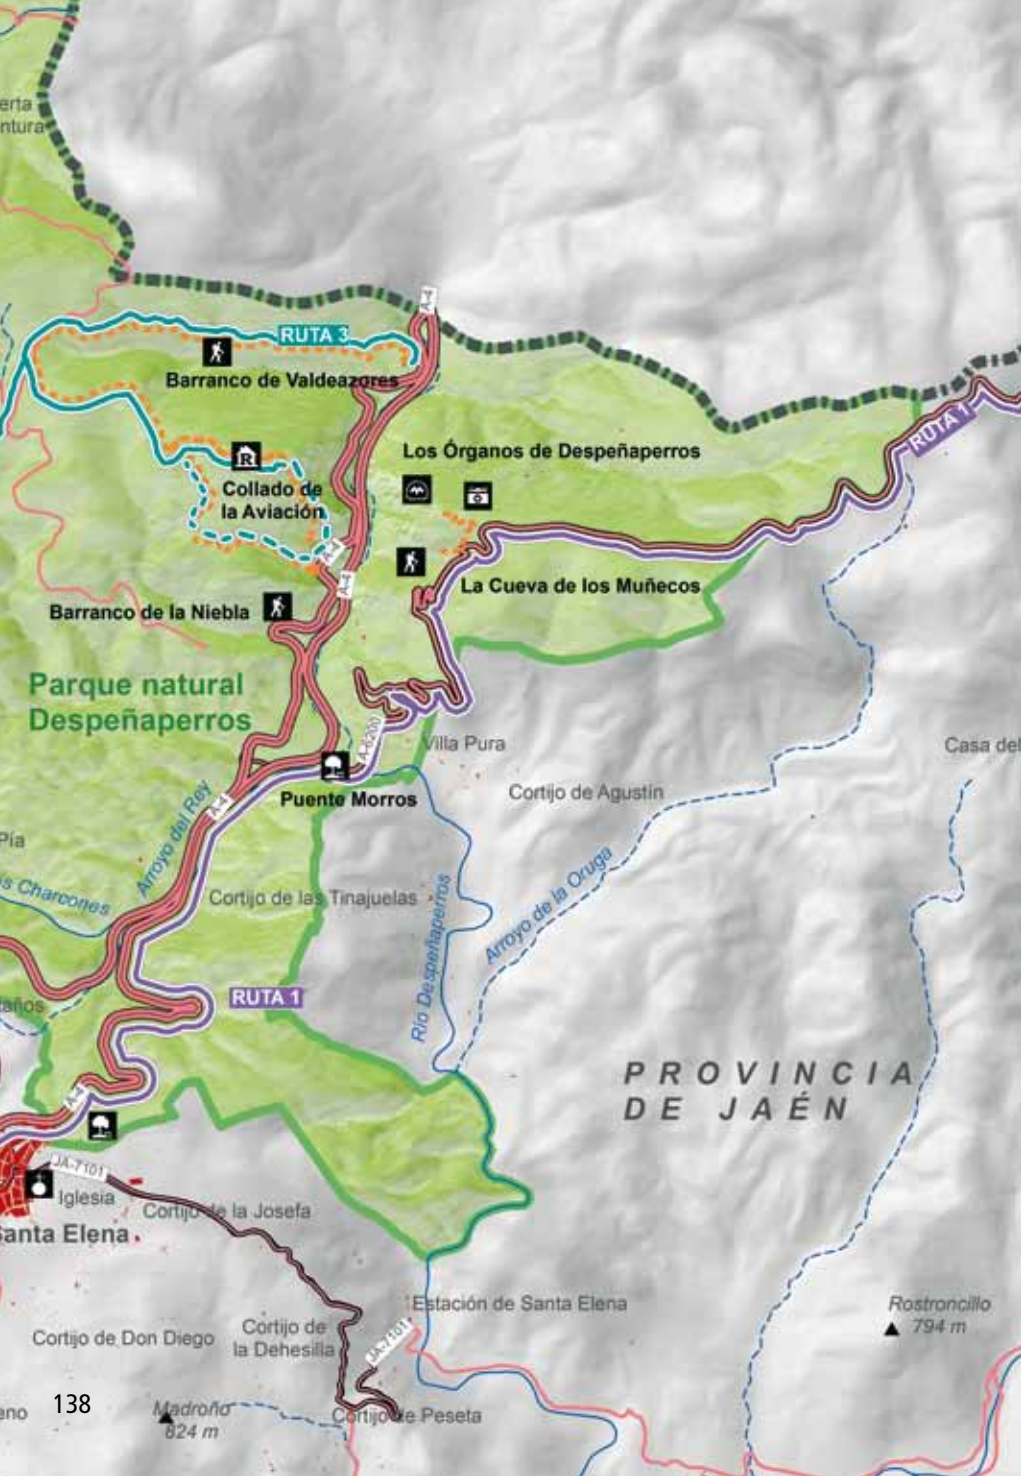 erta
ntura
A-4
RUTA 3
Barranco de Valdeazores
RUTA 1
Los Órganos de Despeñaperros
R
Collado de
la Aviación
A-4
A-4
La Cueva de los Muñecos
Barranco de la Niebla
Parque natural
Despeñaperros
A-6200
Villa Pura
Casa del
Puente Morros
Cortijo de Agustín
Arroyo del Rey
A-4
Pía
s Charcones
Cortijo de las Tinajuelas
Río Despeñaperros
Arroyo de la Oruga
RUTA 1
años
PROVINCIA
DE JAÉN
A-4
JA-7101
Iglesia
Cortijo de la Josefa
Santa Elena
Estación de Santa Elena
Rostroncillo
794 m
Cortijo de Don Diego
Cortijo de
la Dehesilla
JA-7101
138
eno
Madroño
824 m
Cortijo de Peseta